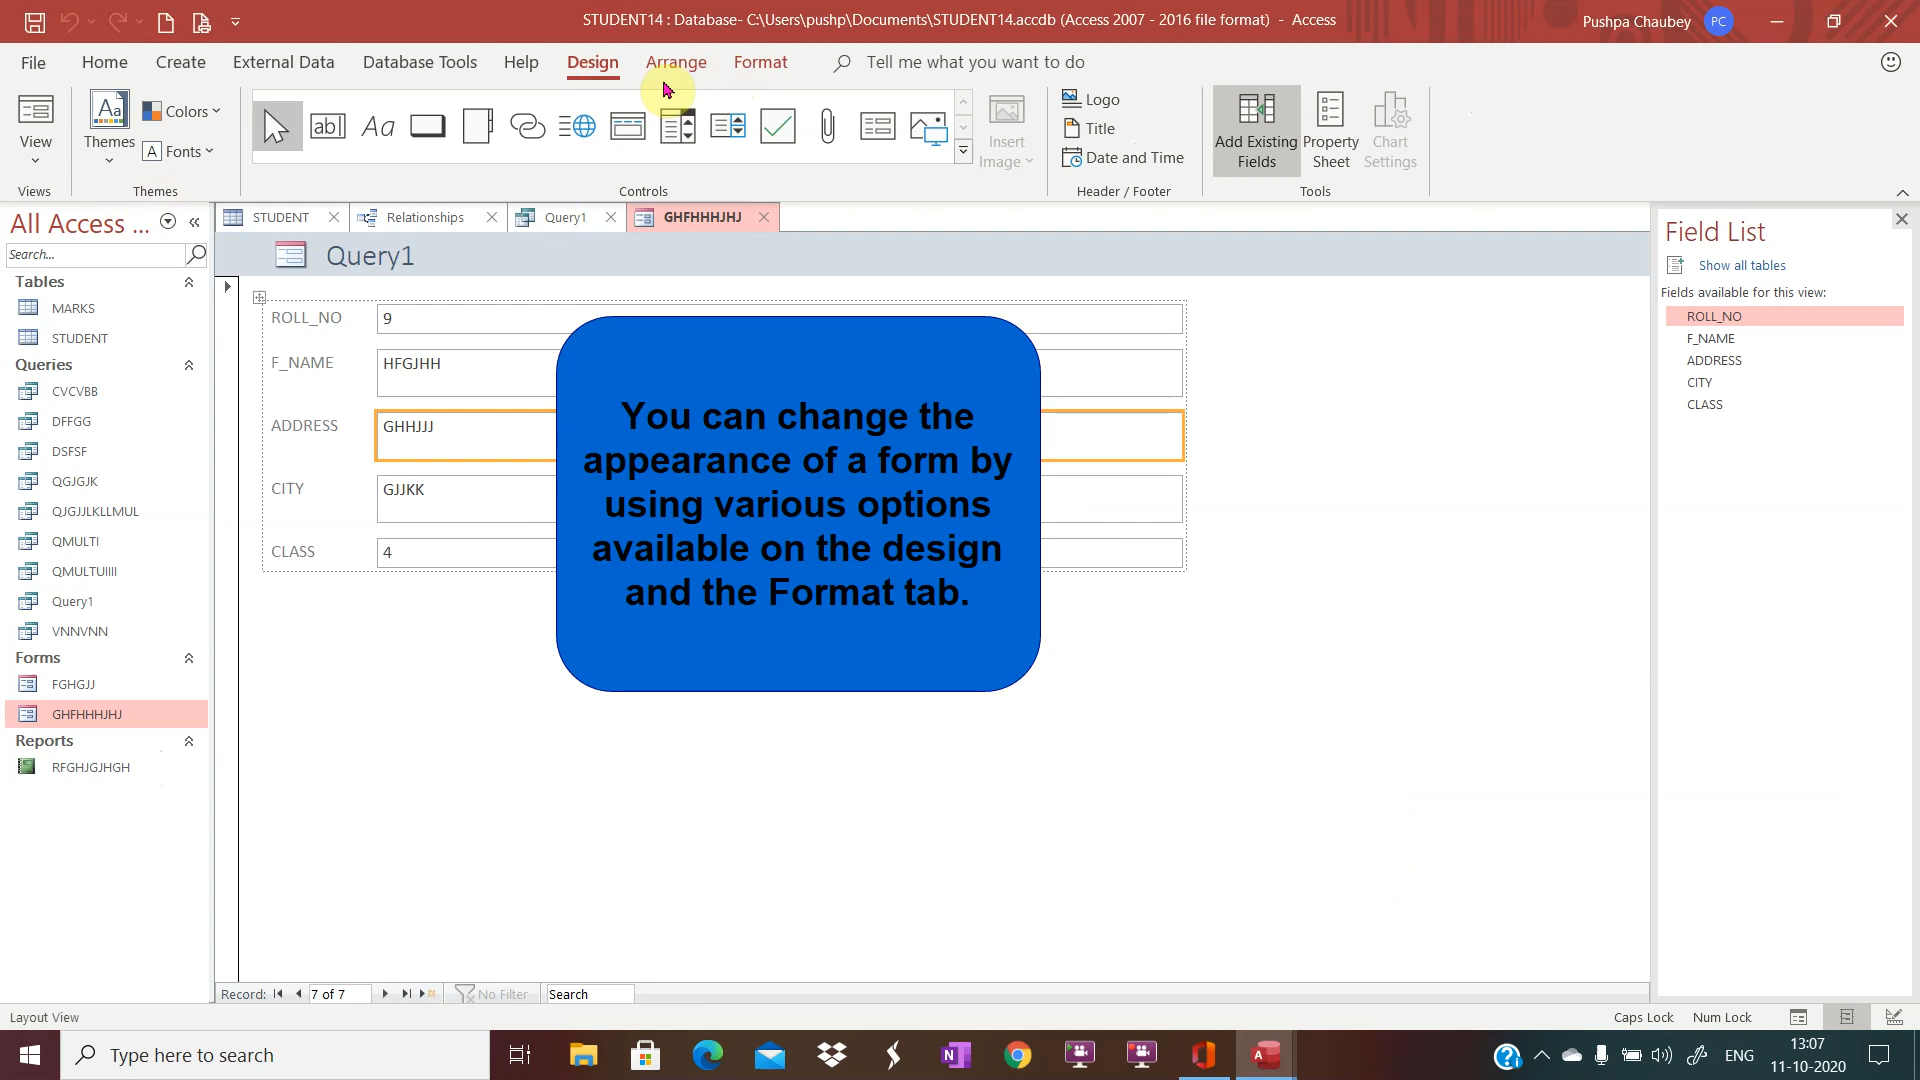 STUDENT14 : Database- C:\Users\pushp\Documents\STUDENT14.accdb (Access 2007 - 2016 file format) - Access
Pushpa Chaubey
PC
File Home Create External Data Database Tools Help Design Arrange Format Tell me what you want to do
View
Views
Aa
Themes
Colors
A Fonts
Themes
ab
Aa
Controls
Insert
Image
Logo
Title
Date and Time
Header / Footer
Add Existing
Fields
Property
Sheet
Chart
Settings
Tools
All Access ...
Search...
Tables
MARKS
STUDENT
Queries
CVCVBB
DFFGG
DSFSF
QGJGJK
QJGJJLKLLMUL
QMULTI
QMULTUIIII
Query1
VNNVNN
Forms
FGHGJJ
GHFHHHJHJ
Reports
RFGHJGJHGH
STUDENT
Relationships
Query1
GHFHHHJHJ
Query1
ROLL_NO 9
F_NAME HFGJHH
ADDRESS GHHJJJ
CITY GJJKK
CLASS 4
You can change the
appearance of a form by
using various options
available on the design
and the Format tab.
Field List
Show all tables
Fields available for this view:
ROLL_NO
F_NAME
ADDRESS
CITY
CLASS
Record: 7 of 7 No Filter Search
Layout View
Caps Lock Num Lock
Type here to search
N
A
ENG
13:07
11-10-2020